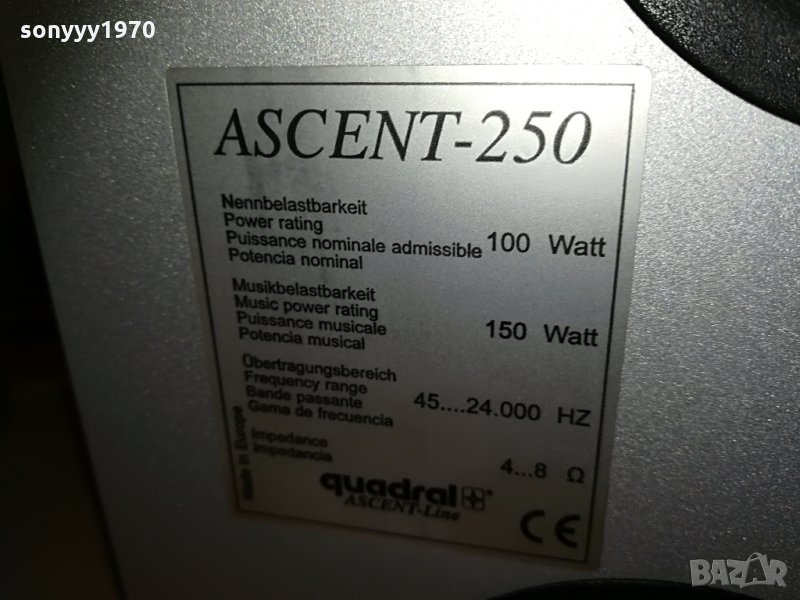 sonyyy1970
ASCENT-250
Nennbelastbarkeit
Power rating
Puissance nominale admissible 100 Watt
Potencia nominal
Musikbelastbarkeit
Music power rating
Puissance musicale 150 Watt
Potencia musical
Übertragungsbereich
Frequency range
Bande passante 45....24.000 HZ
Gama de frecuencia
Impedance
Impedancia 4...8 Ω
Made in Europe
quadral
ASCENT-Line
CE
BAZAR